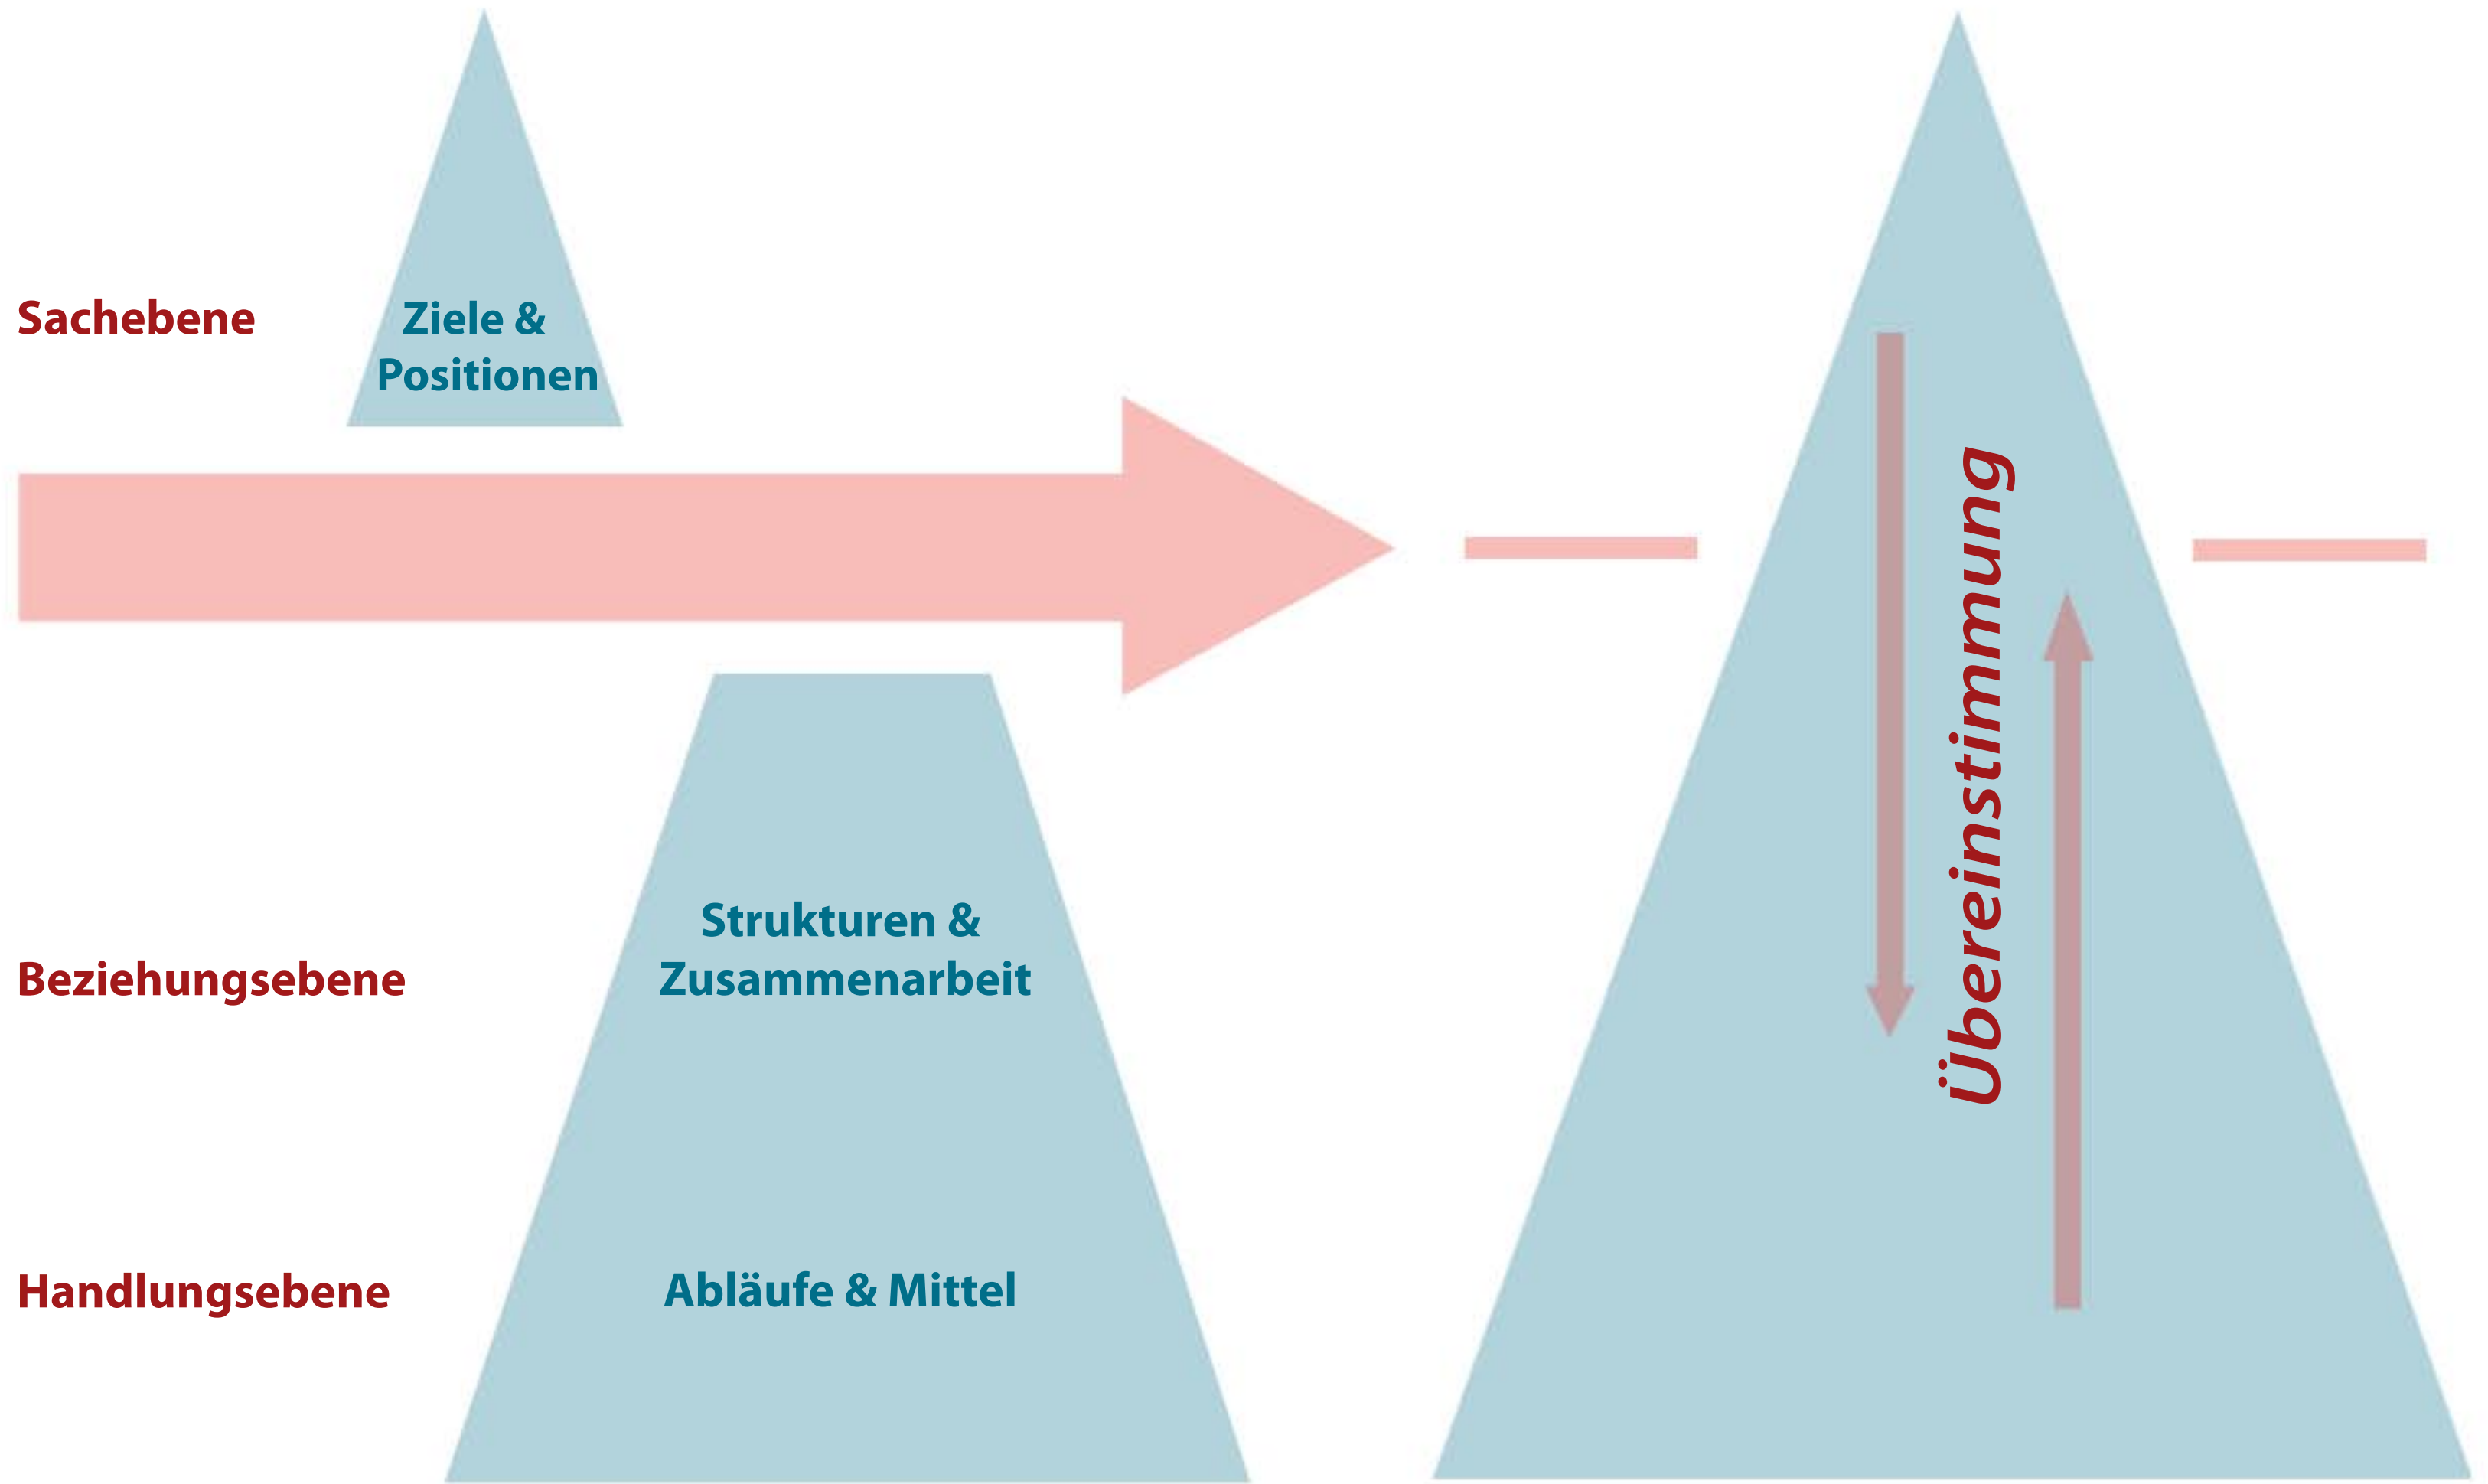 Sachebene
Ziele &
Positionen
Übereinstimmung
Strukturen &
Zusammenarbeit
Beziehungsebene
Handlungsebene
Abläufe & Mittel